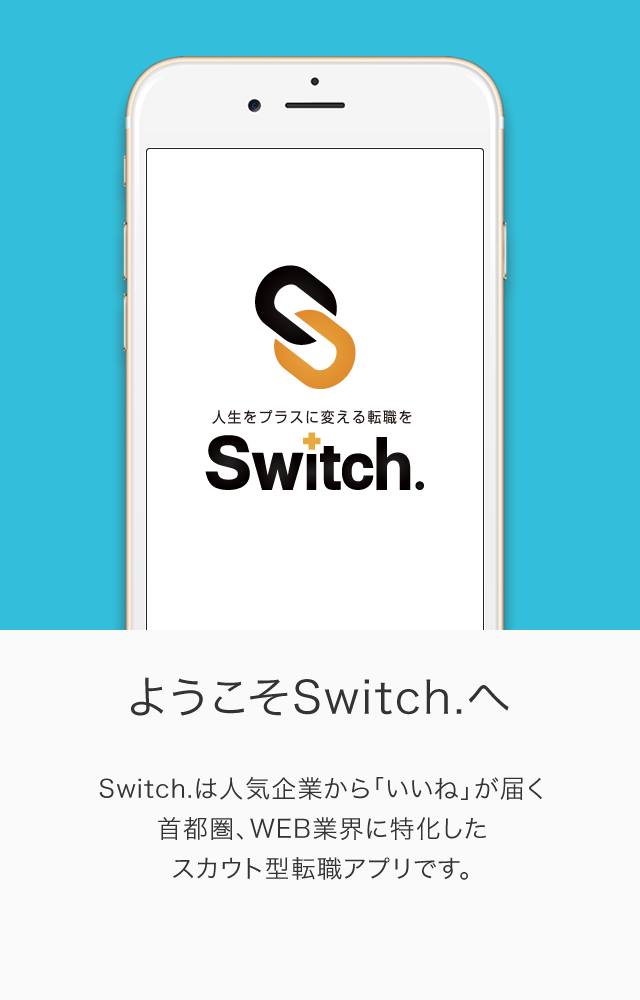 人生をプラスに変える転職を
Switch.
ようこそSwitch.へ
Switch.は人気企業から「いいね」が届く
首都圏、WEB業界に特化した
スカウト型転職アプリです。